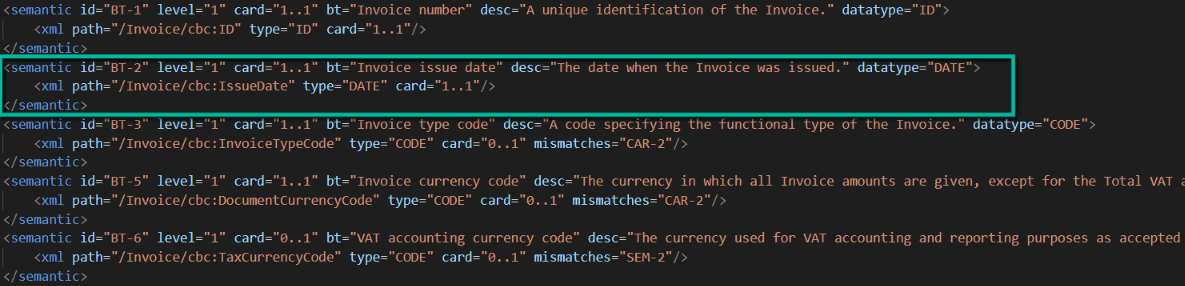 <semantic id="BT-1" level="1" card="1..1" bt="Invoice number" desc="A unique identification of the Invoice." datatype="ID">
<xml path="/Invoice/cbc:ID" type="ID" card="1..1"/>
</semantic>
<semantic id="BT-2" level="1" card="1..1" bt="Invoice issue date" desc="The date when the Invoice was issued." datatype="DATE">
<xml path="/Invoice/cbc:IssueDate" type="DATE" card="1..1"/>
</semantic>
<semantic id="BT-3" level="1" card="1..1" bt="Invoice type code" desc="A code specifying the functional type of the Invoice." datatype="CODE">
<xml path="/Invoice/cbc:InvoiceTypeCode" type="CODE" card="0..1" mismatches="CAR-2"/>
</semantic>
<semantic id="BT-5" level="1" card="1..1" bt="Invoice currency code" desc="The currency in which all Invoice amounts are given, except for the Total VAT a
<xml path="/Invoice/cbc:DocumentCurrencyCode" type="CODE" card="0..1" mismatches="CAR-2"/>
</semantic>
<semantic id="BT-6" level="1" card="0..1" bt="VAT accounting currency code" desc="The currency used for VAT accounting and reporting purposes as accepted
<xml path="/Invoice/cbc:TaxCurrencyCode" type="CODE" card="0..1" mismatches="SEM-2"/>
</semantic>